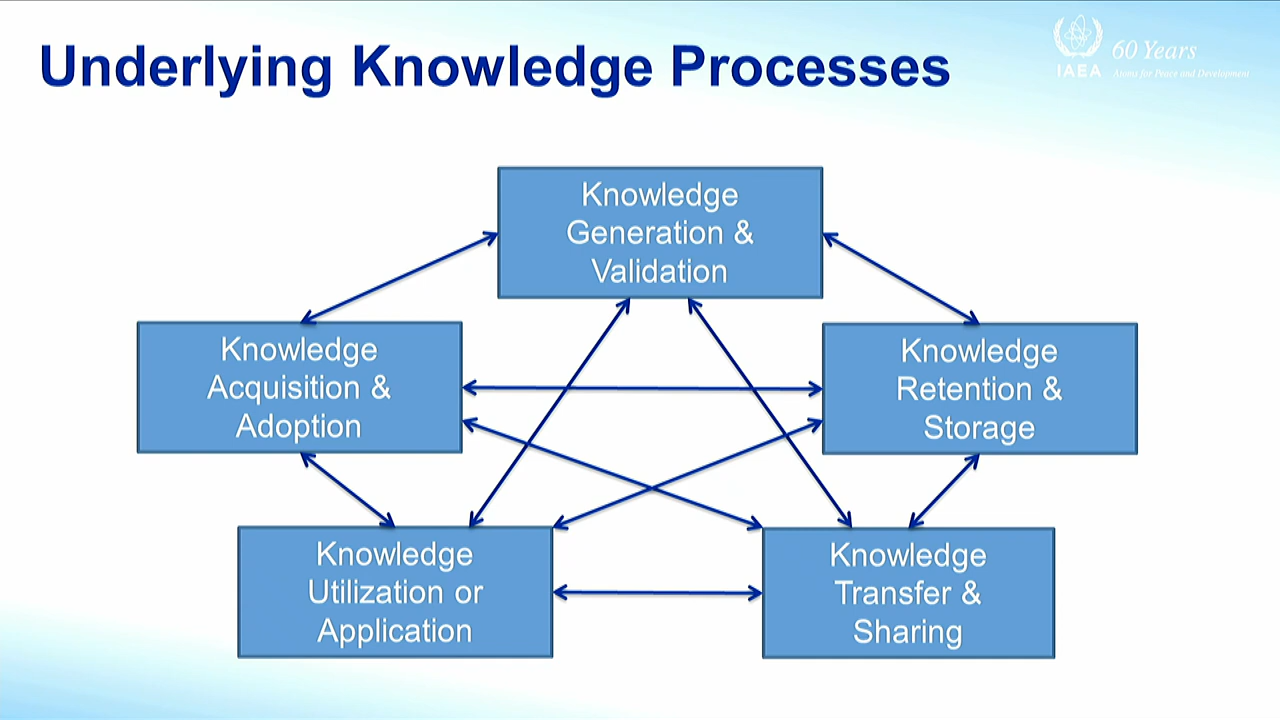 Underlying Knowledge Processes
60 Years
IAEA
Atoms for Peace and Development
Knowledge
Generation &
Validation
Knowledge
Acquisition &
Adoption
Knowledge
Retention &
Storage
Knowledge
Utilization or
Application
Knowledge
Transfer &
Sharing